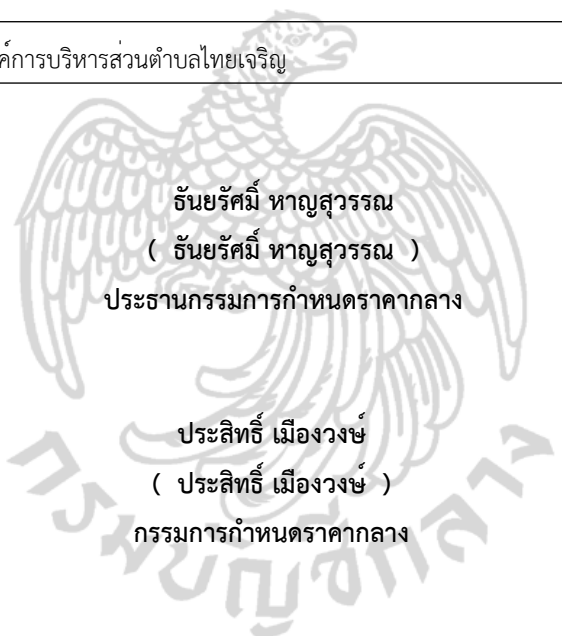 ค์การบริหารส่วนตำบลไทยเจริญ
ธันยรัศมิ์ หาญสุวรรณ
( ธันยรัศมิ์ หาญสุวรรณ )
ประธานกรรมการกำหนดราคากลาง
ประสิทธิ์ เมืองวงษ์
( ประสิทธิ์ เมืองวงษ์ )
กรรมการกำหนดราคากลาง
กรมบัญชีกลาง